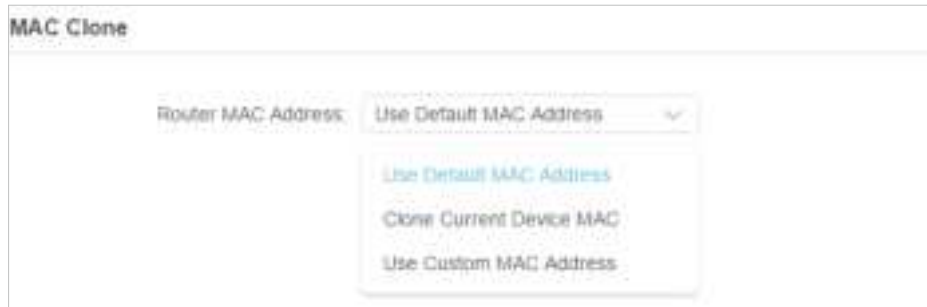 MAC Clone
Router MAC Address: Use Default MAC Address
Use Default MAC Address
Clone Current Device MAC
Use Custom MAC Address